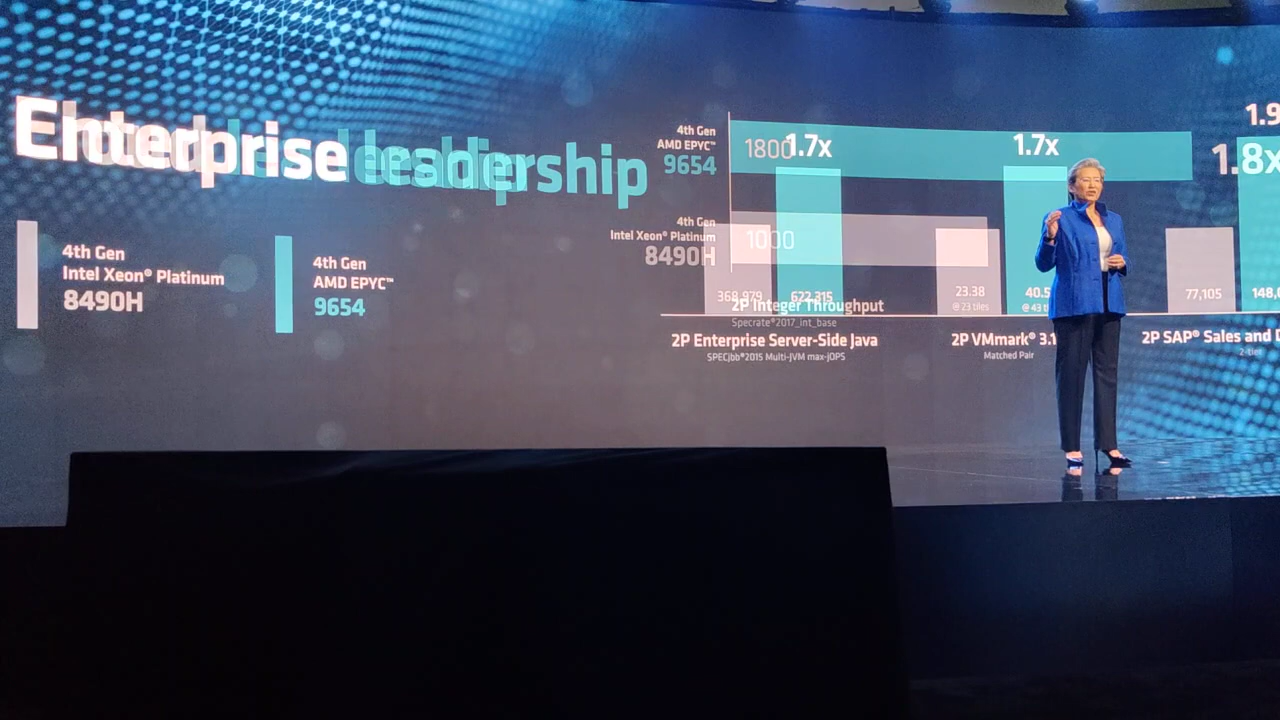 Enterprise leadership
4th Gen
Intel Xeon® Platinum
8490H
4th Gen
AMD EPYC™
9654
4th Gen
AMD EPYC™
9654
4th Gen
Intel Xeon® Platinum
8490H
1800
1000
2P Integer Throughput
Specrate®2017_int_base
1.7x
368,979
622,315
2P Enterprise Server-Side Java
SPECjbb®2015 Multi-JVM max-jOPS
1.7x
23.38
@ 23 tiles
40.5
@ 43
2P VMmark® 3.1
Matched Pair
1.9
1.8x
77,105
148,0
2P SAP® Sales and
2-tier